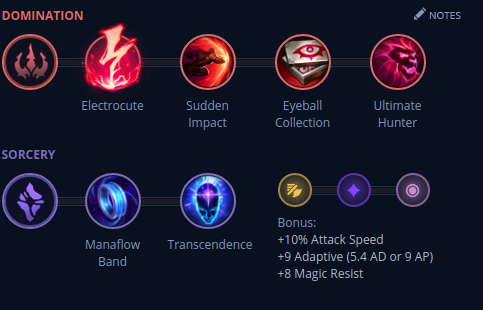 DOMINATION
NOTES
Electrocute
Sudden
Impact
Eyeball
Collection
Ultimate
Hunter
SORCERY
Manaflow
Band
Transcendence
Bonus:
+10% Attack Speed
+9 Adaptive (5.4 AD or 9 AP)
+8 Magic Resist